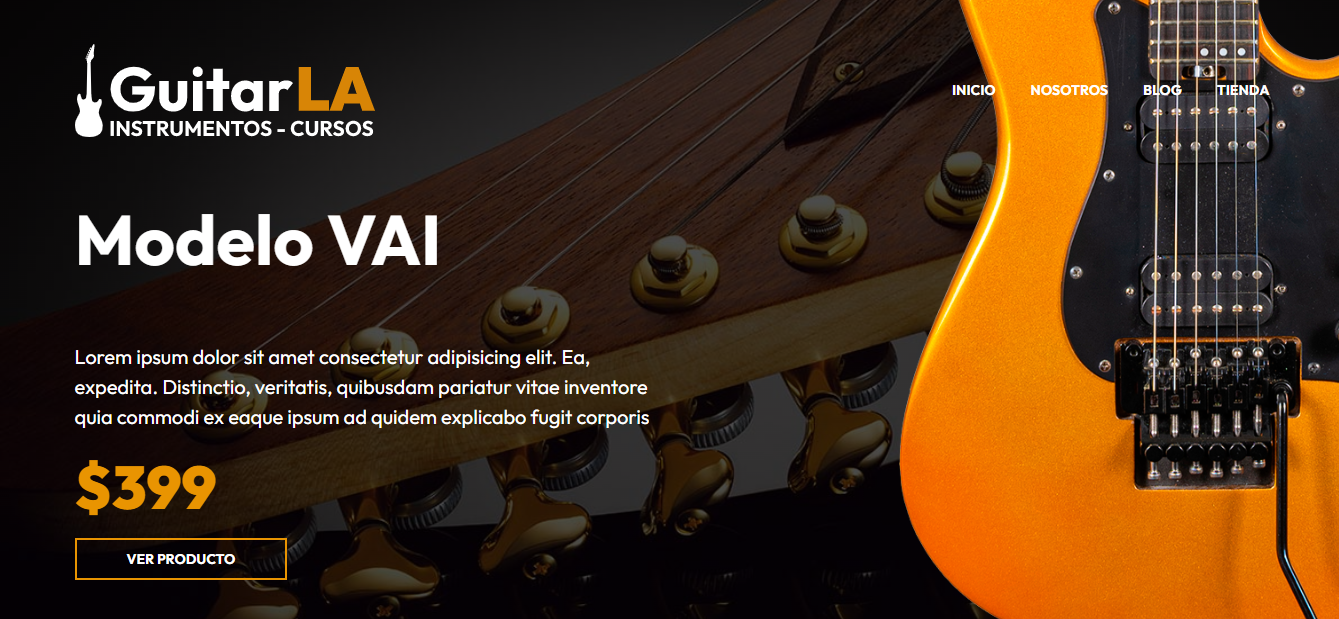 GuitarLA
INSTRUMENTOS - CURSOS
INICIO NOSOTROS BLOG TIENDA
Modelo VAI
Lorem ipsum dolor sit amet consectetur adipisicing elit. Ea,
expedita. Distinctio, veritatis, quibusdam pariatur vitae inventore
quia commodi ex eaque ipsum ad quidem explicabo fugit corporis
$399
VER PRODUCTO